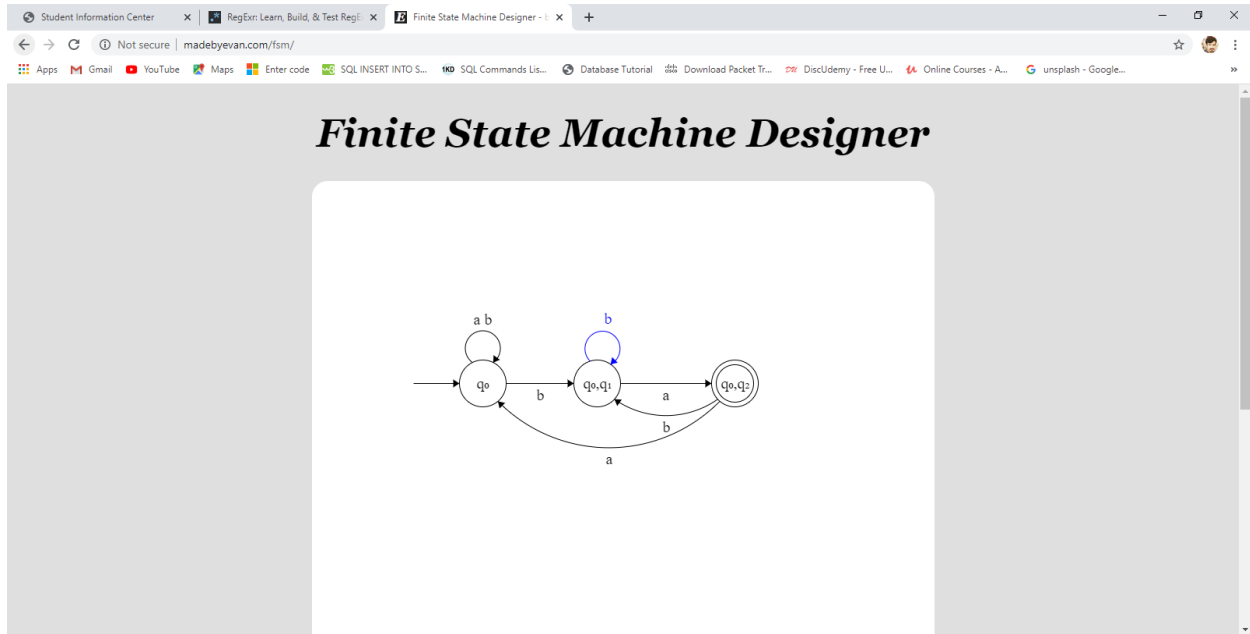 Student Information Center
RegExr: Learn, Build, & Test RegE
Finite State Machine Designer - b
Not secure | madebyevan.com/fsm/
Apps Gmail YouTube Maps Enter code SQL INSERT INTO S... 1KD SQL Commands Lis... Database Tutorial Download Packet Tr... DiscUdemy - Free U... Online Courses - A... G unsplash - Google... »
Finite State Machine Designer
a b
b
q₀
b
q₀,q₁
a
q₀,q₂
b
a